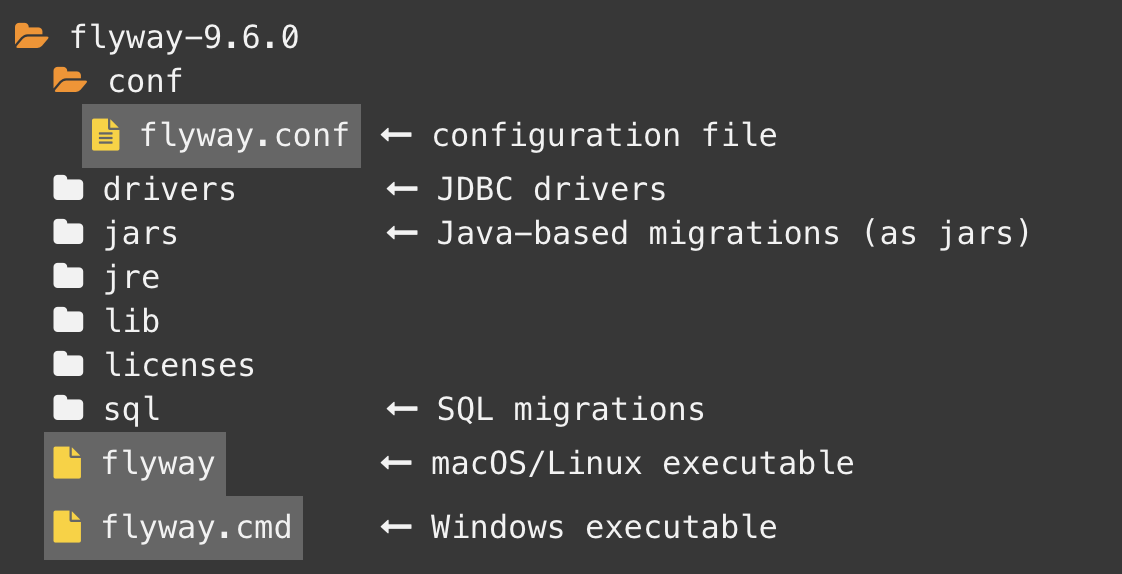 flyway-9.6.0
conf
flyway.conf ← configuration file
drivers ← JDBC drivers
jars ← Java-based migrations (as jars)
jre
lib
licenses
sql ← SQL migrations
flyway ← macOS/Linux executable
flyway.cmd ← Windows executable